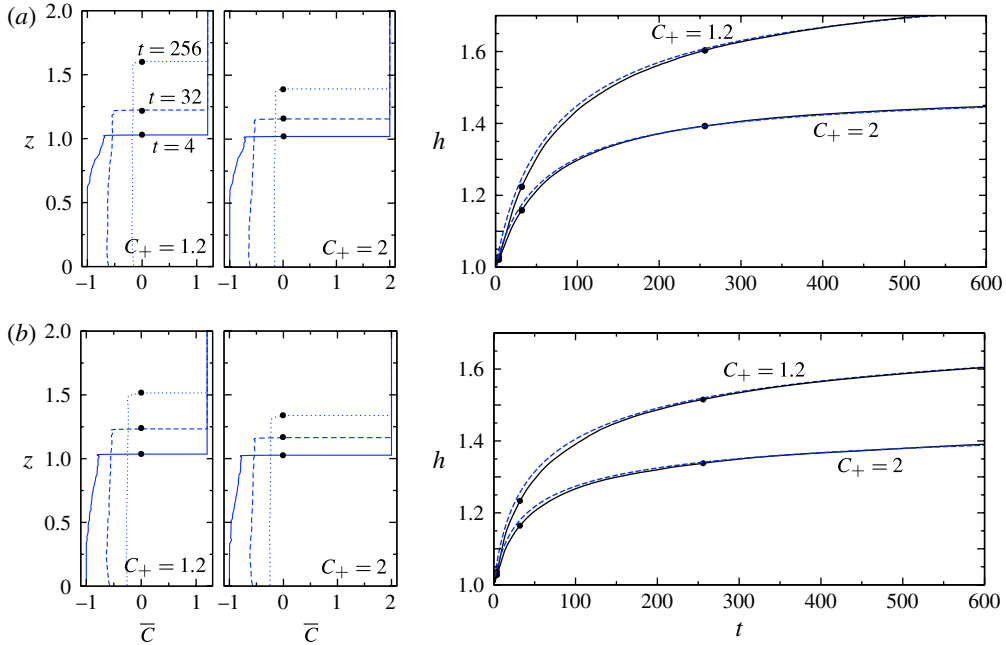 (a)
2.0
1.5
z 1.0
0.5
0
t = 256
t = 32
t = 4
C+ = 1.2
−1 0 1
C+ = 2
−1 0 1 2
h
1.6
1.4
1.2
1.0
C+ = 1.2
C+ = 2
0 100 200 300 400 500 600
(b)
2.0
1.5
z 1.0
0.5
0
C+ = 1.2
−1 0 1
C̅
C+ = 2
−1 0 1 2
C̅
h
1.6
1.4
1.2
1.0
C+ = 1.2
C+ = 2
0 100 200 300 400 500 600
t